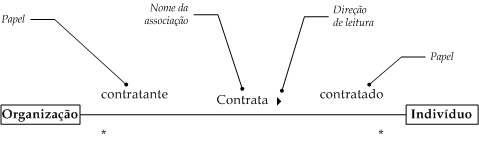 Papel
Nome da
associação
Direção
de leitura
Papel
contratante
Contrata
contratado
Organização
Indivíduo
*
*